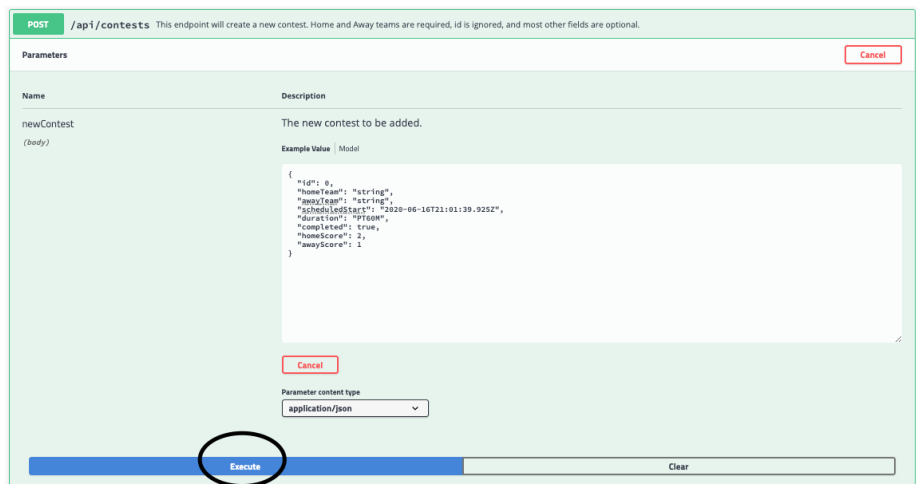 POST /api/contests This endpoint will create a new contest. Home and Away teams are required, id is ignored, and most other fields are optional.
Parameters Cancel
Name Description
newContest The new contest to be added.
(body)
Example Value Model
{
"id": 0,
"homeTeam": "string",
"awayTeam": "string",
"scheduledStart": "2020-06-16T21:01:39.925Z",
"duration": "PT60M",
"completed": true,
"homeScore": 2,
"awayScore": 1
}
Cancel
Parameter content type
application/json
Execute Clear